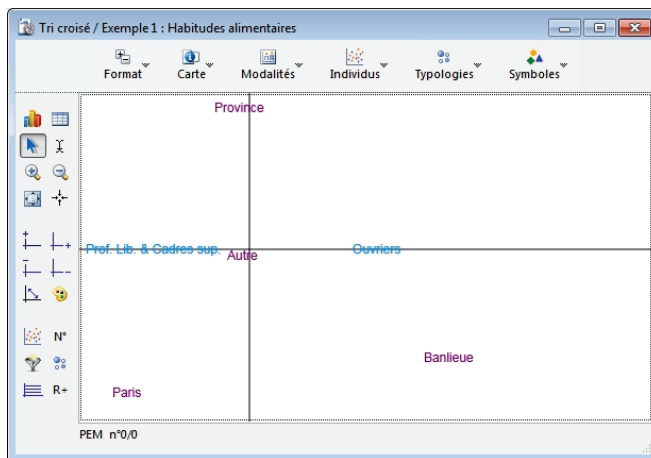 Tri croisé / Exemple 1 : Habitudes alimentaires
Format Carte Modalités Individus Typologies Symboles
Province
Prof. Lib. & Cadres sup. Autre Ouvriers
Banlieue
N°
Paris
R+
PEM n°0/0